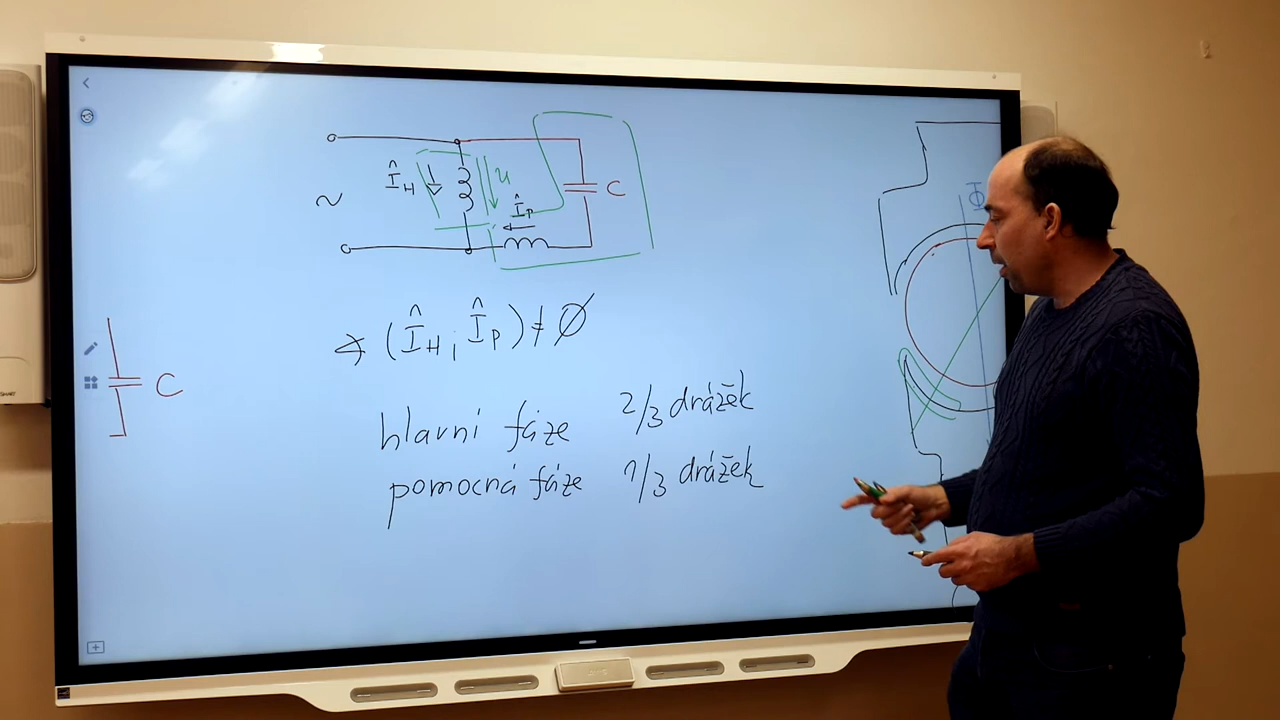 Î_H
u
Î_P
C
~
Φ
∢ (Î_H, Î_P) ≠ ∅
C
hlavní fáze 2/3 drážek
pomocná fáze 1/3 drážek